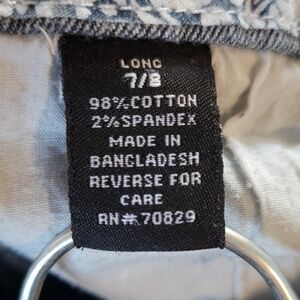 LONG
7/8
98% COTTON
2% SPANDEX
MADE IN
BANGLADESH
REVERSE FOR
CARE
RN# 70829